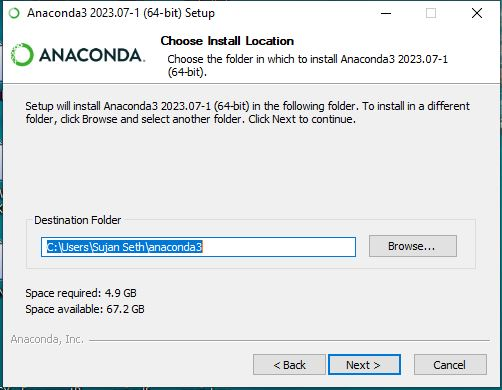 Anaconda3 2023.07-1 (64-bit) Setup
ANACONDA.
Choose Install Location
Choose the folder in which to install Anaconda3 2023.07-1
(64-bit).
Setup will install Anaconda3 2023.07-1 (64-bit) in the following folder. To install in a different
folder, click Browse and select another folder. Click Next to continue.
Destination Folder
C:\Users\Sujan Seth\anaconda3
Browse...
Space required: 4.9 GB
Space available: 67.2 GB
Anaconda, Inc.
< Back
Next >
Cancel